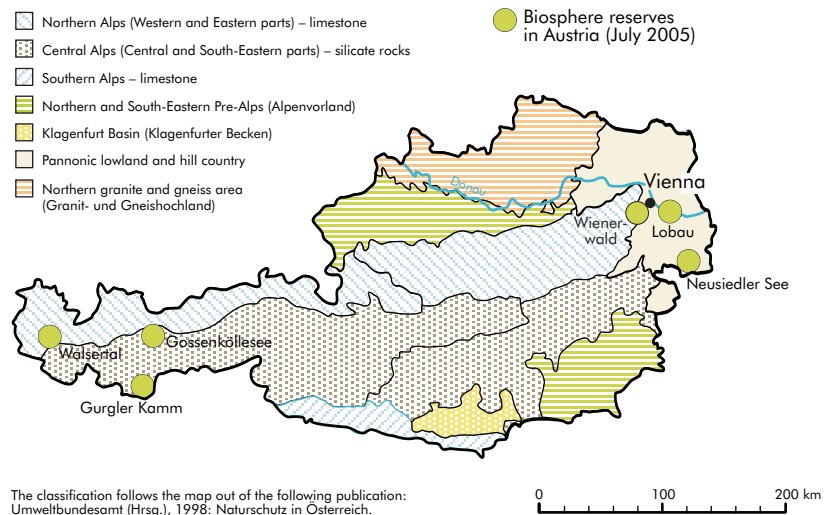 Northern Alps (Western and Eastern parts) – limestone
Central Alps (Central and South-Eastern parts) – silicate rocks
Southern Alps – limestone
Northern and South-Eastern Pre-Alps (Alpenvorland)
Klagenfurt Basin (Klagenfurter Becken)
Pannonic lowland and hill country
Northern granite and gneiss area
(Granit- und Gneishochland)
Biosphere reserves
in Austria (July 2005)
Donau
Vienna
Wiener-
wald
Lobau
Neusiedler See
Walsertal
Gossenköllesee
Gurgler Kamm
The classification follows the map out of the following publication:
Umweltbundesamt (Hrsg.), 1998: Naturschutz in Österreich.
0 100 200 km